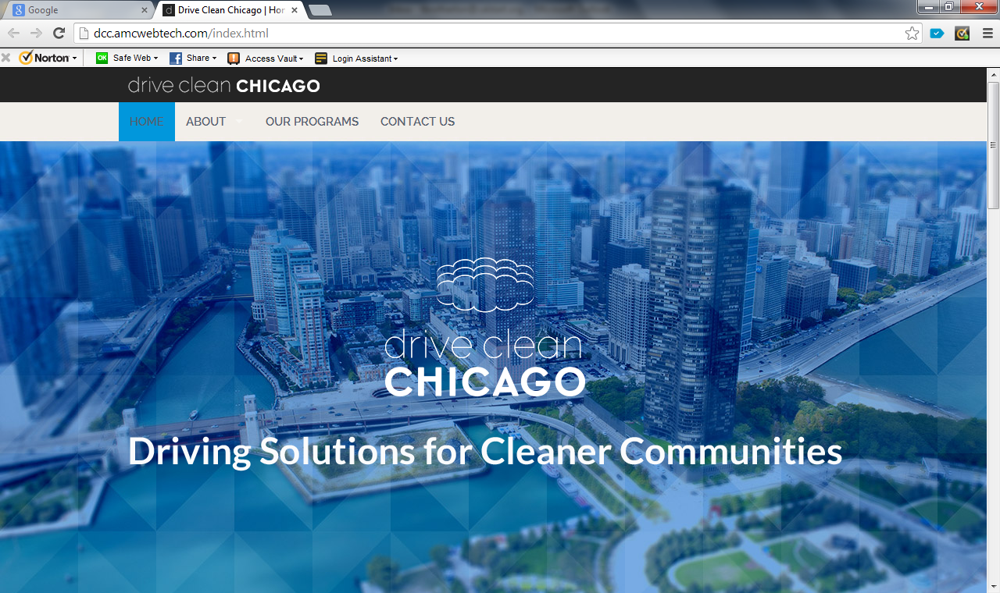 Google
Drive Clean Chicago | Hor
dcc.amcwebtech.com/index.html
Norton
OK Safe Web
Share
Access Vault
Login Assistant
drive clean CHICAGO
HOME ABOUT OUR PROGRAMS CONTACT US
drive clean
CHICAGO
Driving Solutions for Cleaner Communities